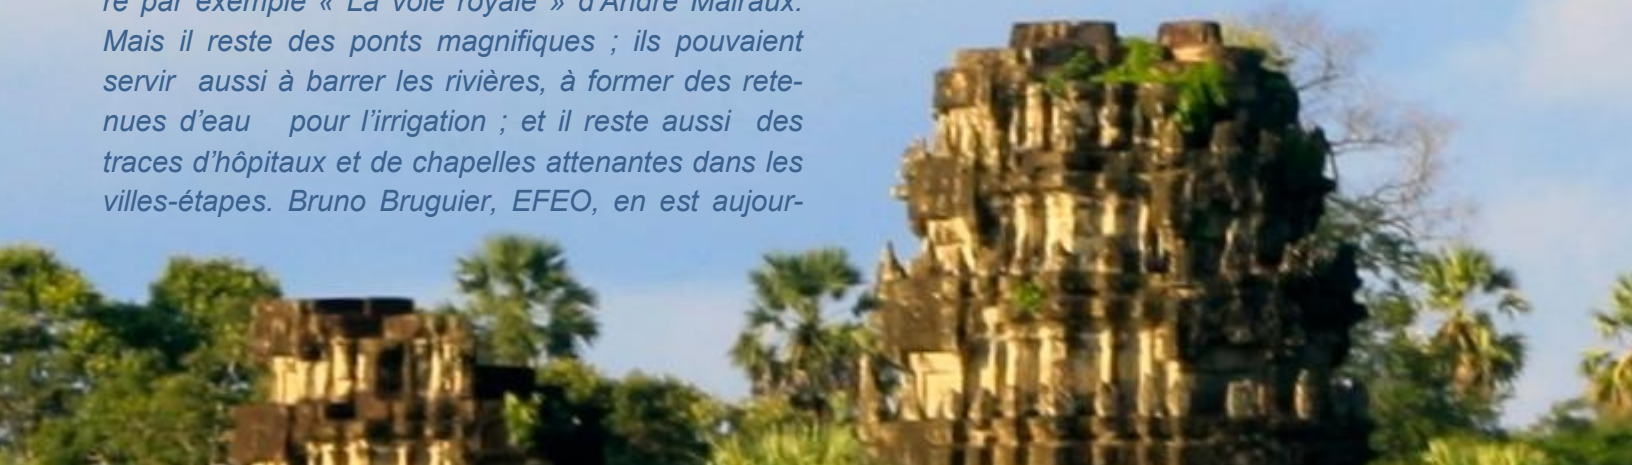 re par exemple « La voie royale » d'André Malraux.
Mais il reste des ponts magnifiques ; ils pouvaient
servir aussi à barrer les rivières, à former des rete-
nues d’eau pour l’irrigation ; et il reste aussi des
traces d’hôpitaux et de chapelles attenantes dans les
villes-étapes. Bruno Bruguier, EFEO, en est aujour-